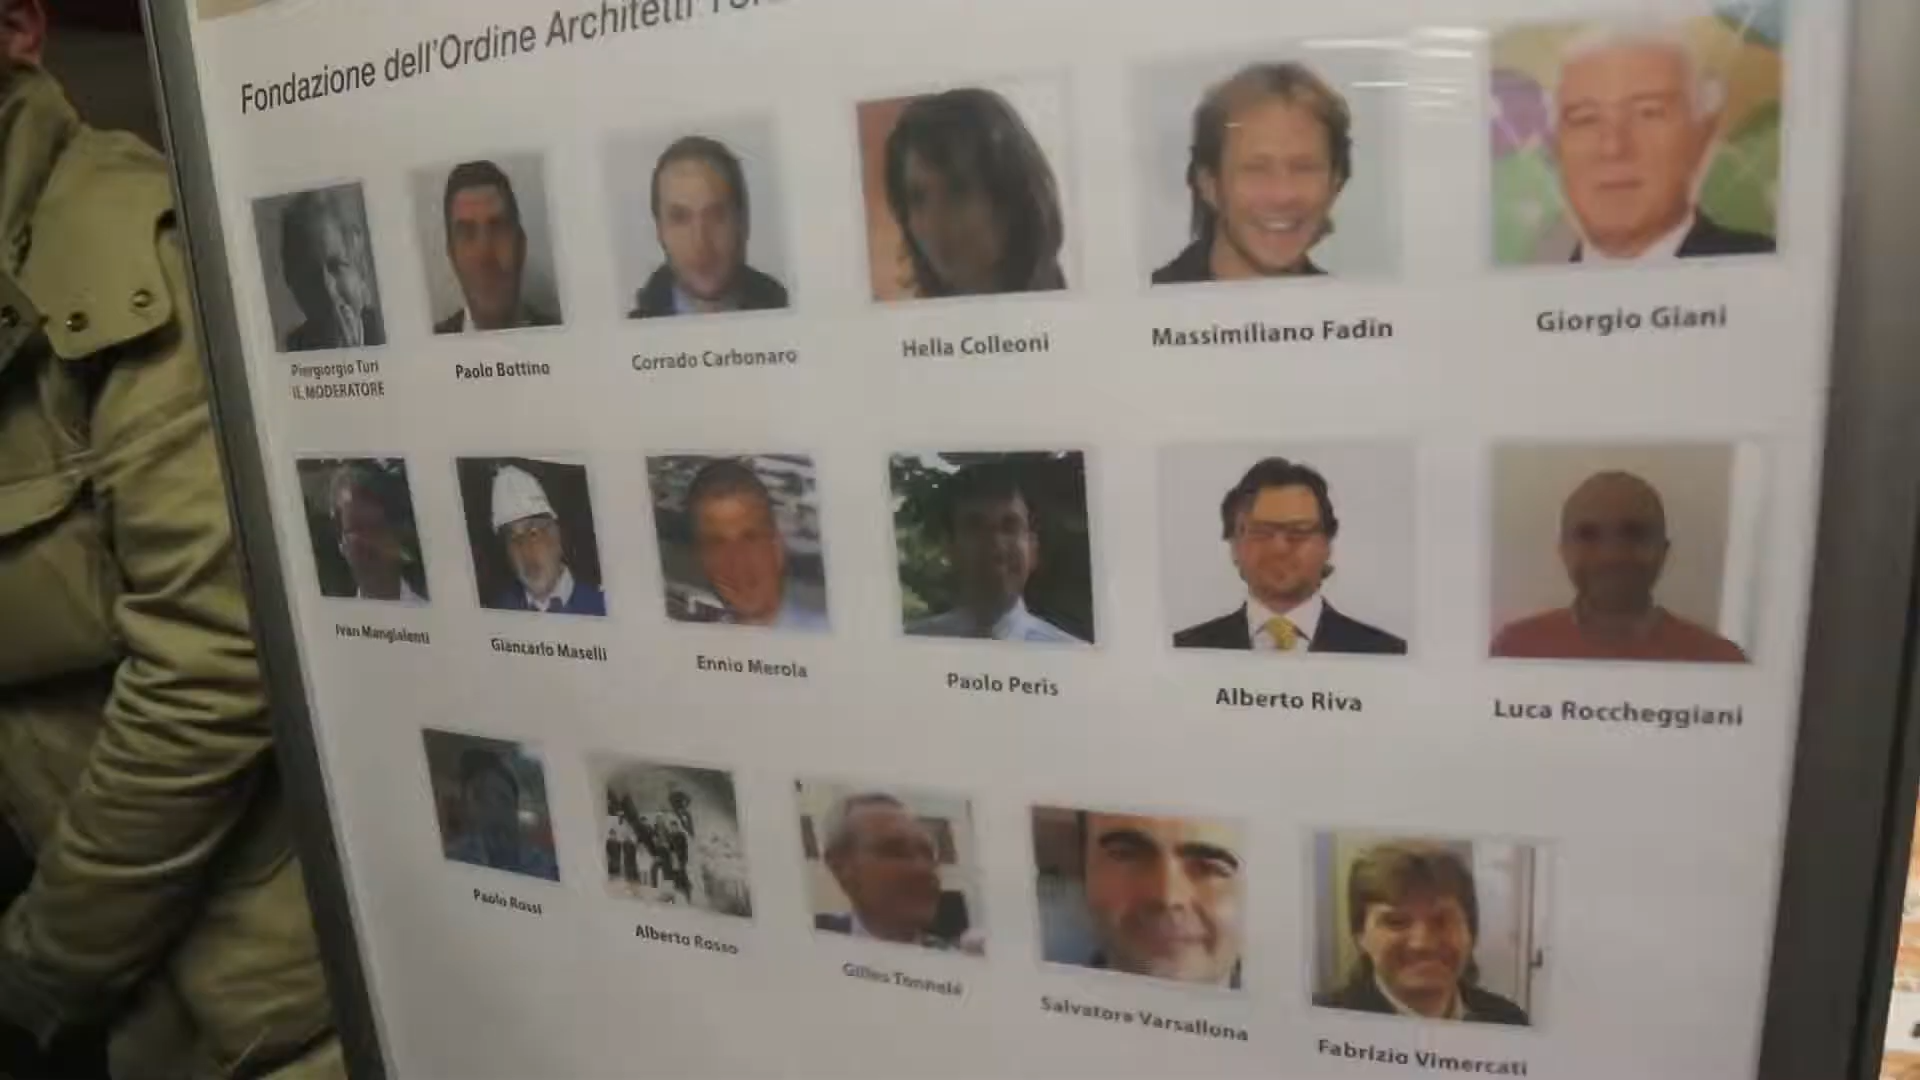 Fondazione dell'Ordine Architetti
Piergiorgio Turi
IL MODERATORE
Paolo Bottino
Corrado Carbonaro
Hella Colleoni
Massimiliano Fadin
Giorgio Giani
Ivan Mangialenti
Giancarlo Maselli
Ennio Merola
Paolo Peris
Alberto Riva
Luca Roccheggiani
Paolo Rossi
Alberto Rosso
Gilles Tonnelé
Salvatore Varsallona
Fabrizio Vimercati